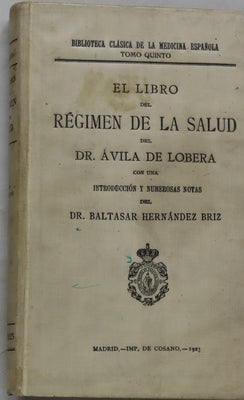 BIBLIOTECA CLÁSICA DE LA MEDICINA ESPAÑOLA
TOMO QUINTO
EL LIBRO
DEL
RÉGIMEN DE LA SALUD
DEL
DR. ÁVILA DE LOBERA
CON UNA
INTRODUCCIÓN Y NUMEROSAS NOTAS
DEL
DR. BALTASAR HERNÁNDEZ BRIZ
MADRID.—IMP. DE COSANO.—1923